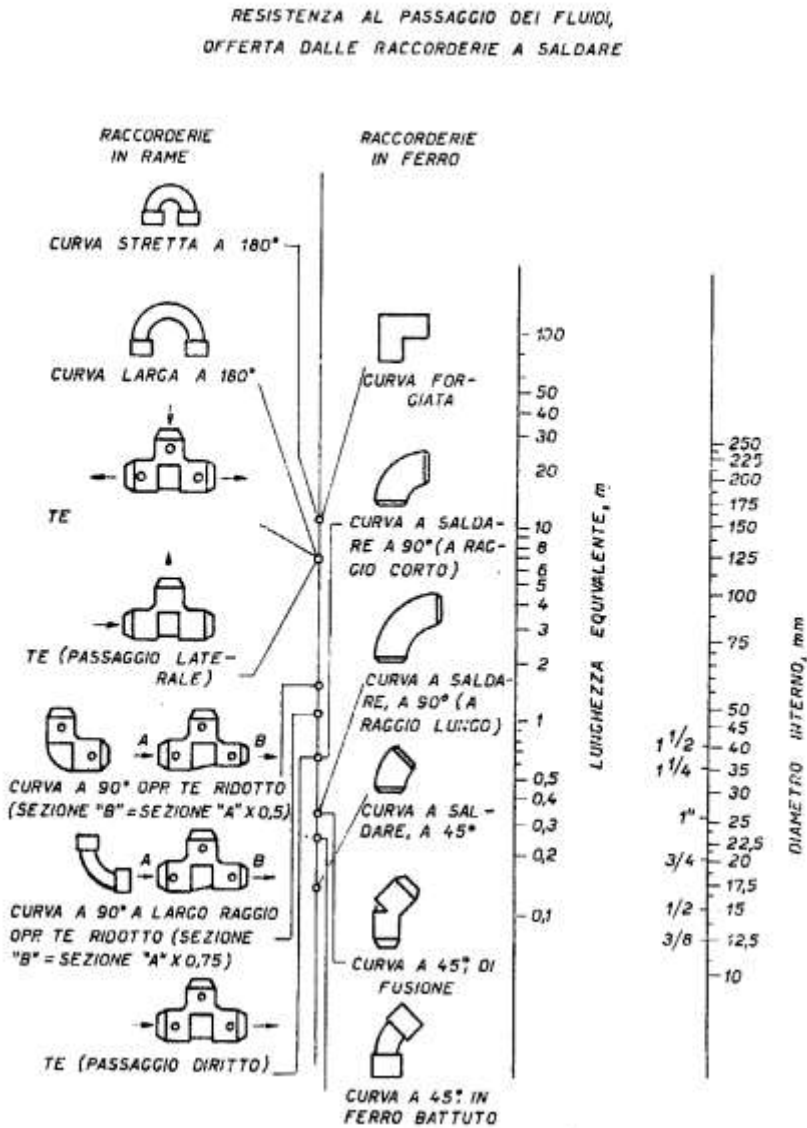 RESISTENZA AL PASSAGGIO DEI FLUIDI,
OFFERTA DALLE RACCORDERIE A SALDARE
RACCORDERIE
IN RAME
RACCORDERIE
IN FERRO
CURVA STRETTA A 180°
CURVA LARGA A 180°
TE
TE (PASSAGGIO LATE-
RALE)
A
B
CURVA A 90° OPP. TE RIDOTTO
(SEZIONE "B" = SEZIONE "A" X 0,5)
A
B
CURVA A 90° A LARGO RAGGIO
OPP. TE RIDOTTO (SEZIONE
"B" = SEZIONE "A" X 0,75)
TE (PASSAGGIO DIRITTO)
CURVA FOR-
GIATA
CURVA A SALDA-
RE A 90° (A RAG-
GIO CORTO)
CURVA A SALDA-
RE, A 90° (A
RAGGIO LUNGO)
CURVA A SAL-
DARE, A 45°
CURVA A 45°, DI
FUSIONE
CURVA A 45°. IN
FERRO BATTUTO
100
50
40
30
20
10
8
6
5
4
3
2
1
0,5
0,4
0,3
0,2
0,1
LUNGHEZZA EQUIVALENTE, m
1 1/2
1 1/4
1"
3/4
1/2
3/8
250
225
200
175
150
125
100
75
50
45
40
35
30
25
22,5
20
17,5
15
12,5
10
DIAMETRO INTERNO, mm